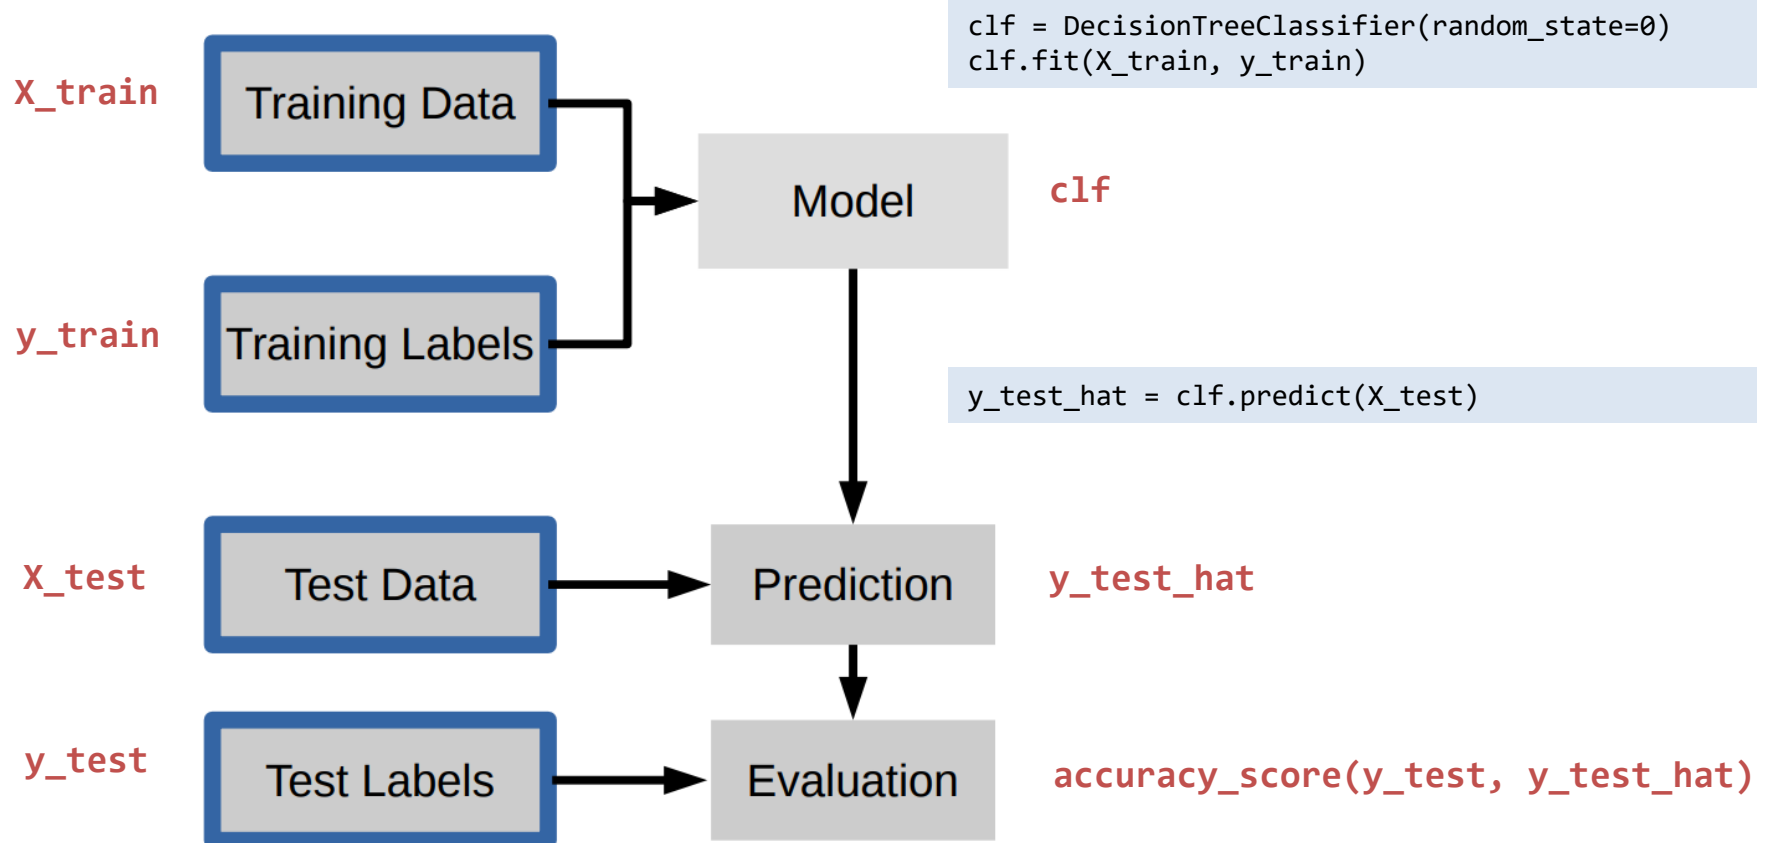 clf = DecisionTreeClassifier(random_state=0)
clf.fit(X_train, y_train)
X_train
Training Data
Model
clf
y_train
Training Labels
y_test_hat = clf.predict(X_test)
X_test
Test Data
Prediction
y_test_hat
y_test
Test Labels
Evaluation
accuracy_score(y_test, y_test_hat)